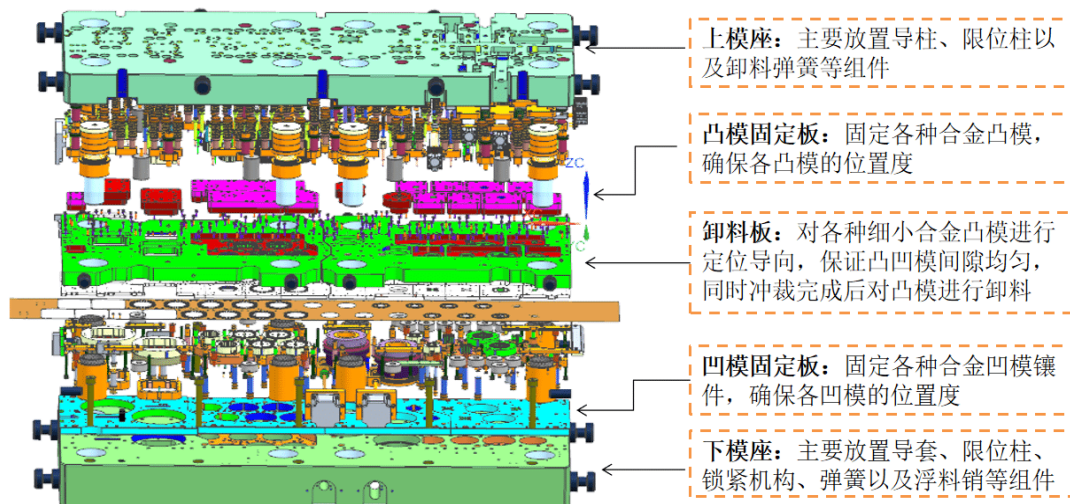 上模座：主要放置导柱、限位柱以
及卸料弹簧等组件
凸模固定板：固定各种合金凸模，
确保各凸模的位置度
ZC
YC
卸料板：对各种细小合金凸模进行
定位导向，保证凸凹模间隙均匀，
同时冲裁完成后对凸模进行卸料
凹模固定板：固定各种合金凹模镶
件，确保各凹模的位置度
下模座：主要放置导套、限位柱、
锁紧机构、弹簧以及浮料销等组件